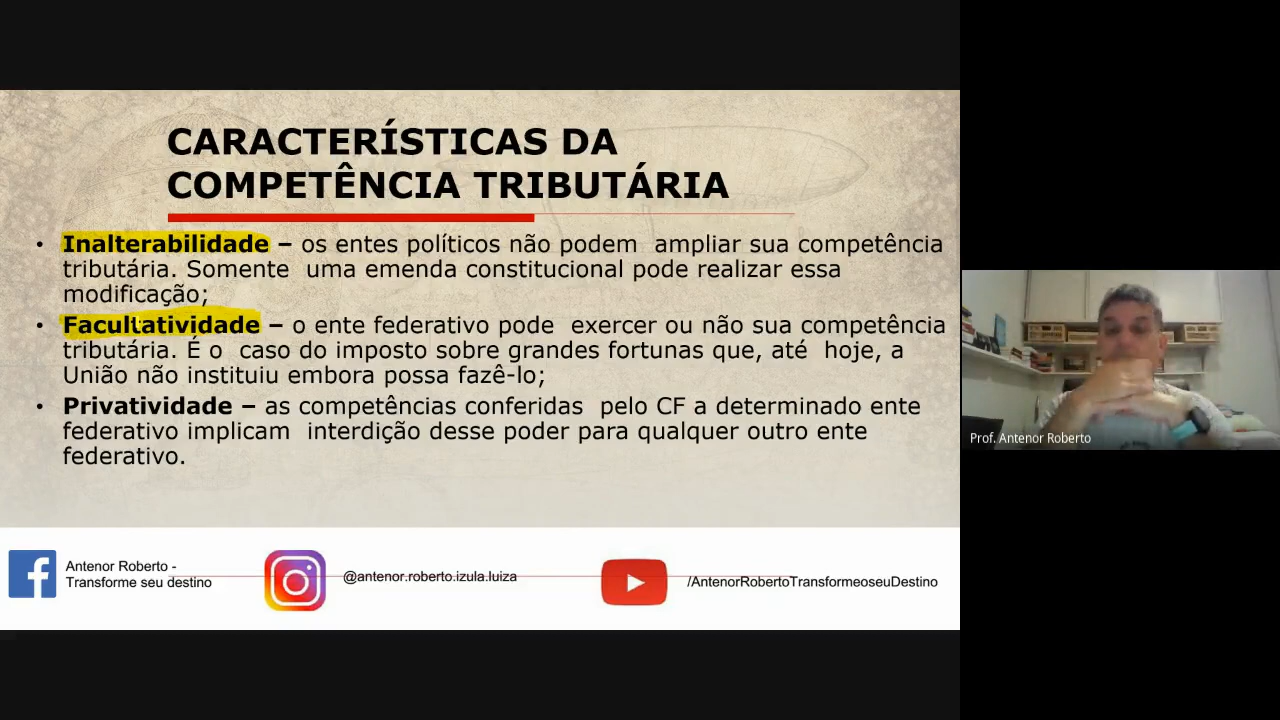 CARACTERÍSTICAS DA
COMPETÊNCIA TRIBUTÁRIA
• Inalterabilidade – os entes políticos não podem ampliar sua competência
tributária. Somente uma emenda constitucional pode realizar essa
modificação;
• Facultatividade – o ente federativo pode exercer ou não sua competência
tributária. É o caso do imposto sobre grandes fortunas que, até hoje, a
União não instituiu embora possa fazê-lo;
• Privatividade – as competências conferidas pelo CF a determinado ente
federativo implicam interdição desse poder para qualquer outro ente
federativo.
Antenor Roberto -
Transforme seu destino
@antenor.roberto.izula.luiza
/AntenorRobertoTransformeoseuDestino
Prof. Antenor Roberto